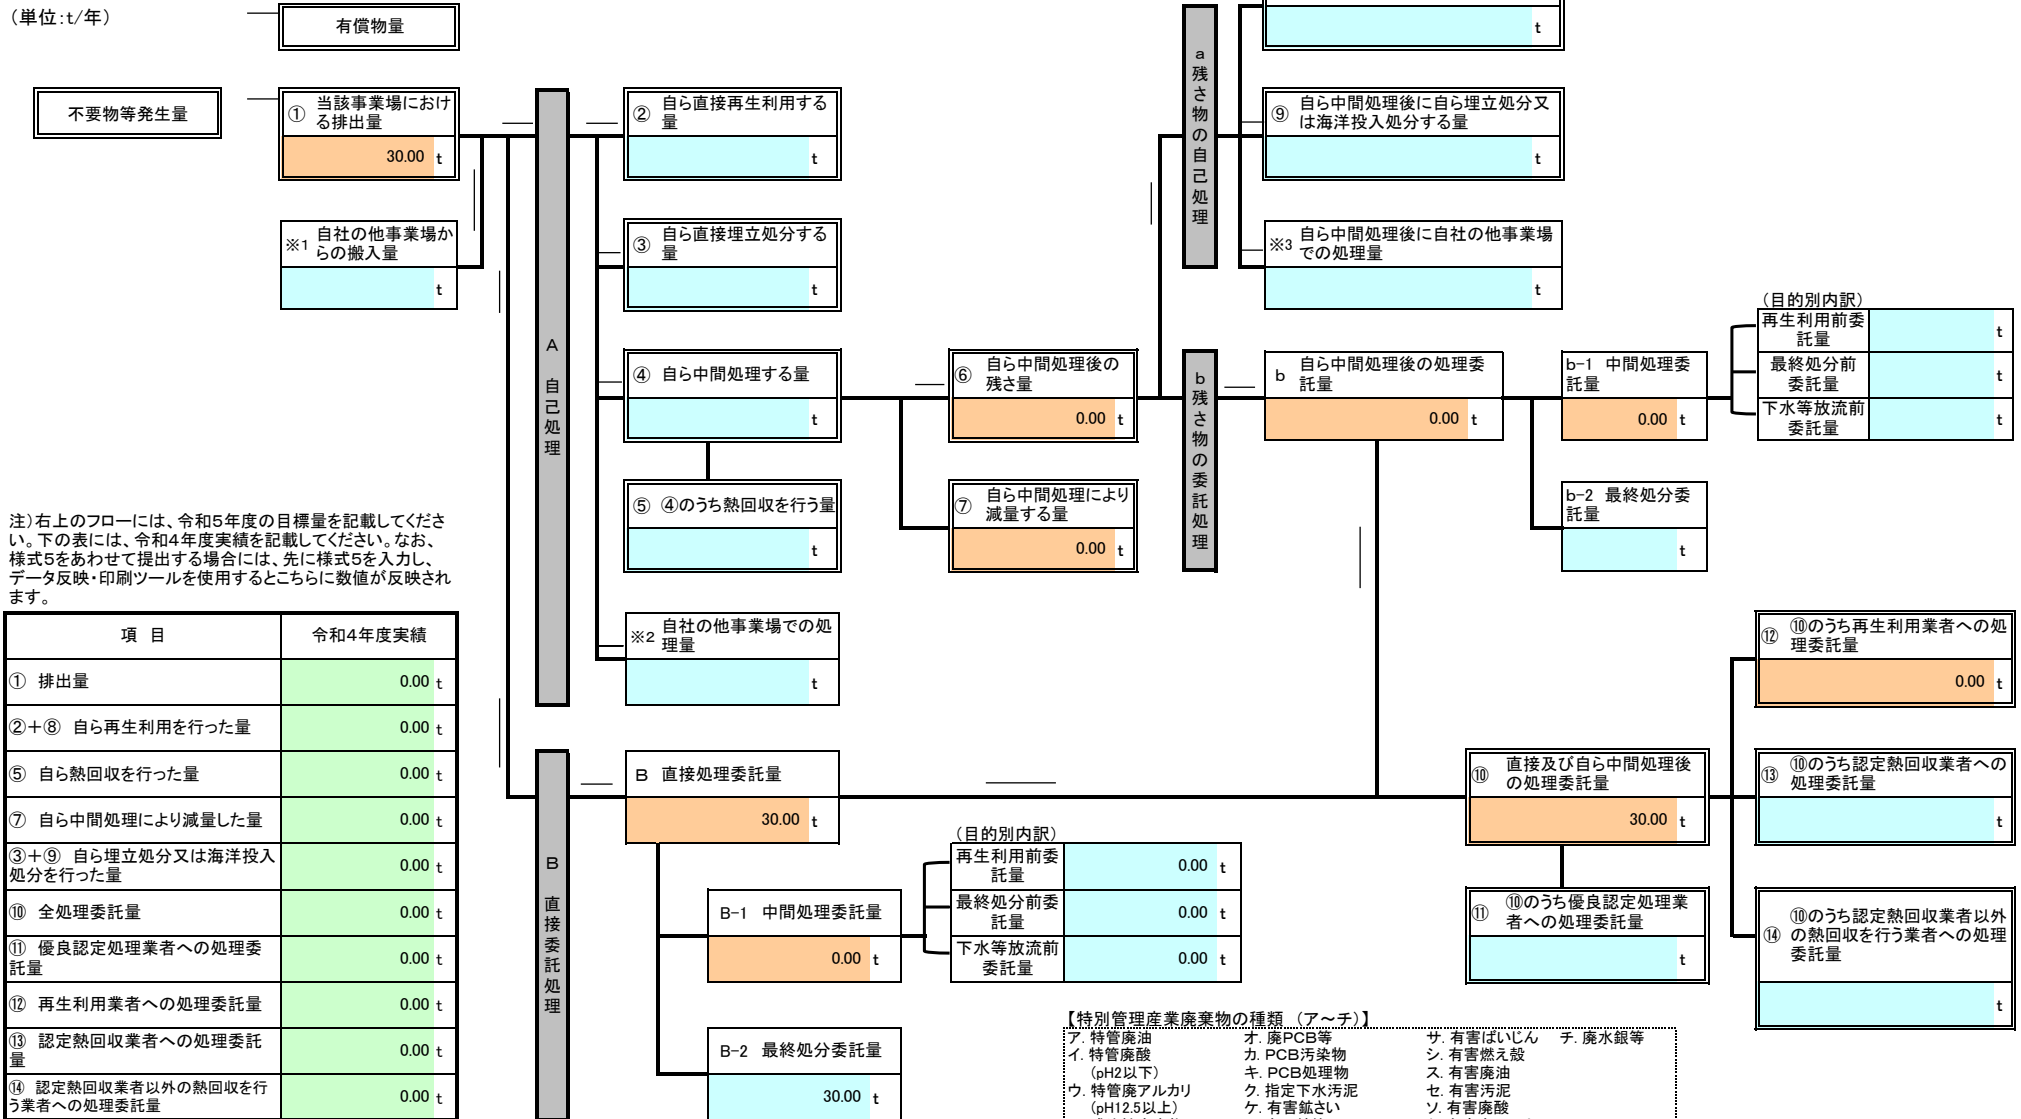 （単位:t/年）
有償物量
t
不要物等発生量
① 当該事業場におけ
る排出量
30.00 t
※1 自社の他事業場か
らの搬入量
t
A 自己処理
② 自ら直接再生利用する
量
t
③ 自ら直接埋立処分する
量
t
④ 自ら中間処理する量
t
⑤ ④のうち熱回収を行う量
t
※2 自社の他事業場での処
理量
t
⑥ 自ら中間処理後の
残さ量
0.00 t
⑦ 自ら中間処理により
減量する量
0.00 t
a 残さ物の自己処理
⑨ 自ら中間処理後に自ら埋立処分又
は海洋投入処分する量
t
※3 自ら中間処理後に自社の他事業場
での処理量
t
b 残さ物の委託処理
b 自ら中間処理後の処理委
託量
0.00 t
b-1 中間処理委
託量
0.00 t
b-2 最終処分委
託量
t
（目的別内訳）
再生利用前委
託量
t
最終処分前
委託量
t
下水等放流前
委託量
t
注）右上のフローには、令和５年度の目標量を記載してくださ
い。下の表には、令和４年度実績を記載してください。なお、
様式５をあわせて提出する場合には、先に様式５を入力し、
データ反映・印刷ツールを使用するとこちらに数値が反映され
ます。
項 目 令和４年度実績
① 排出量 0.00 t
②＋⑧ 自ら再生利用を行った量 0.00 t
⑤ 自ら熱回収を行った量 0.00 t
⑦ 自ら中間処理により減量した量 0.00 t
③＋⑨ 自ら埋立処分又は海洋投入
処分を行った量 0.00 t
⑩ 全処理委託量 0.00 t
⑪ 優良認定処理業者への処理委
託量 0.00 t
⑫ 再生利用業者への処理委託量 0.00 t
⑬ 認定熱回収業者への処理委託
量 0.00 t
⑭ 認定熱回収業者以外の熱回収を行
う業者への処理委託量 0.00 t
B 直接委託処理
B 直接処理委託量
30.00 t
B-1 中間処理委託量
0.00 t
B-2 最終処分委託量
30.00 t
（目的別内訳）
再生利用前委
託量 0.00 t
最終処分前委
託量 0.00 t
下水等放流前
委託量 0.00 t
⑩ 直接及び自ら中間処理後
の処理委託量
30.00 t
⑪ ⑩のうち優良認定処理業
者への処理委託量
t
⑫ ⑩のうち再生利用業者への処
理委託量
0.00 t
⑬ ⑩のうち認定熱回収業者への
処理委託量
t
⑭ ⑩のうち認定熱回収業者以外
の熱回収を行う業者への処理
委託量
t
【特別管理産業廃棄物の種類 （ア～チ）】
ア. 特管廃油 オ. 廃PCB等 サ. 有害ばいじん チ. 廃水銀等
イ. 特管廃酸 カ. PCB汚染物 シ. 有害燃え殻
（pH2以下） キ. PCB処理物 ス. 有害廃油
ウ. 特管廃アルカリ ク. 指定下水汚泥 セ. 有害汚泥
（pH12.5以上） ケ. 有害鉱さい ソ. 有害廃酸